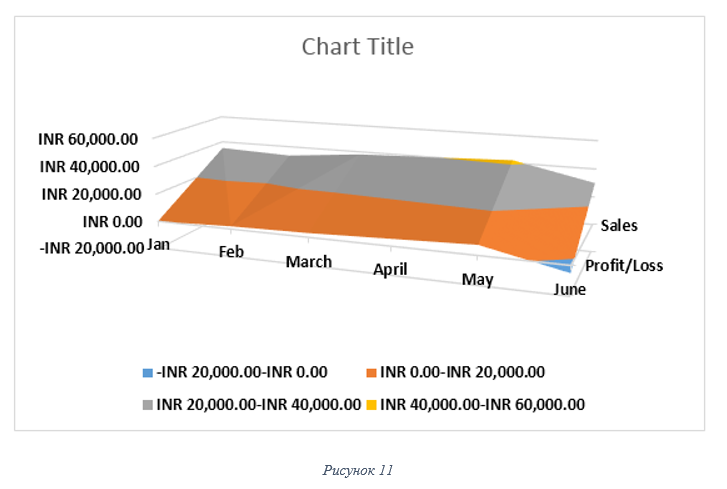 Chart Title
INR 60,000.00
INR 40,000.00
INR 20,000.00
INR 0.00
-INR 20,000.00
Jan
Feb
March
April
May
June
Sales
Profit/Loss
-INR 20,000.00-INR 0.00
INR 0.00-INR 20,000.00
INR 20,000.00-INR 40,000.00
INR 40,000.00-INR 60,000.00
Рисунок 11